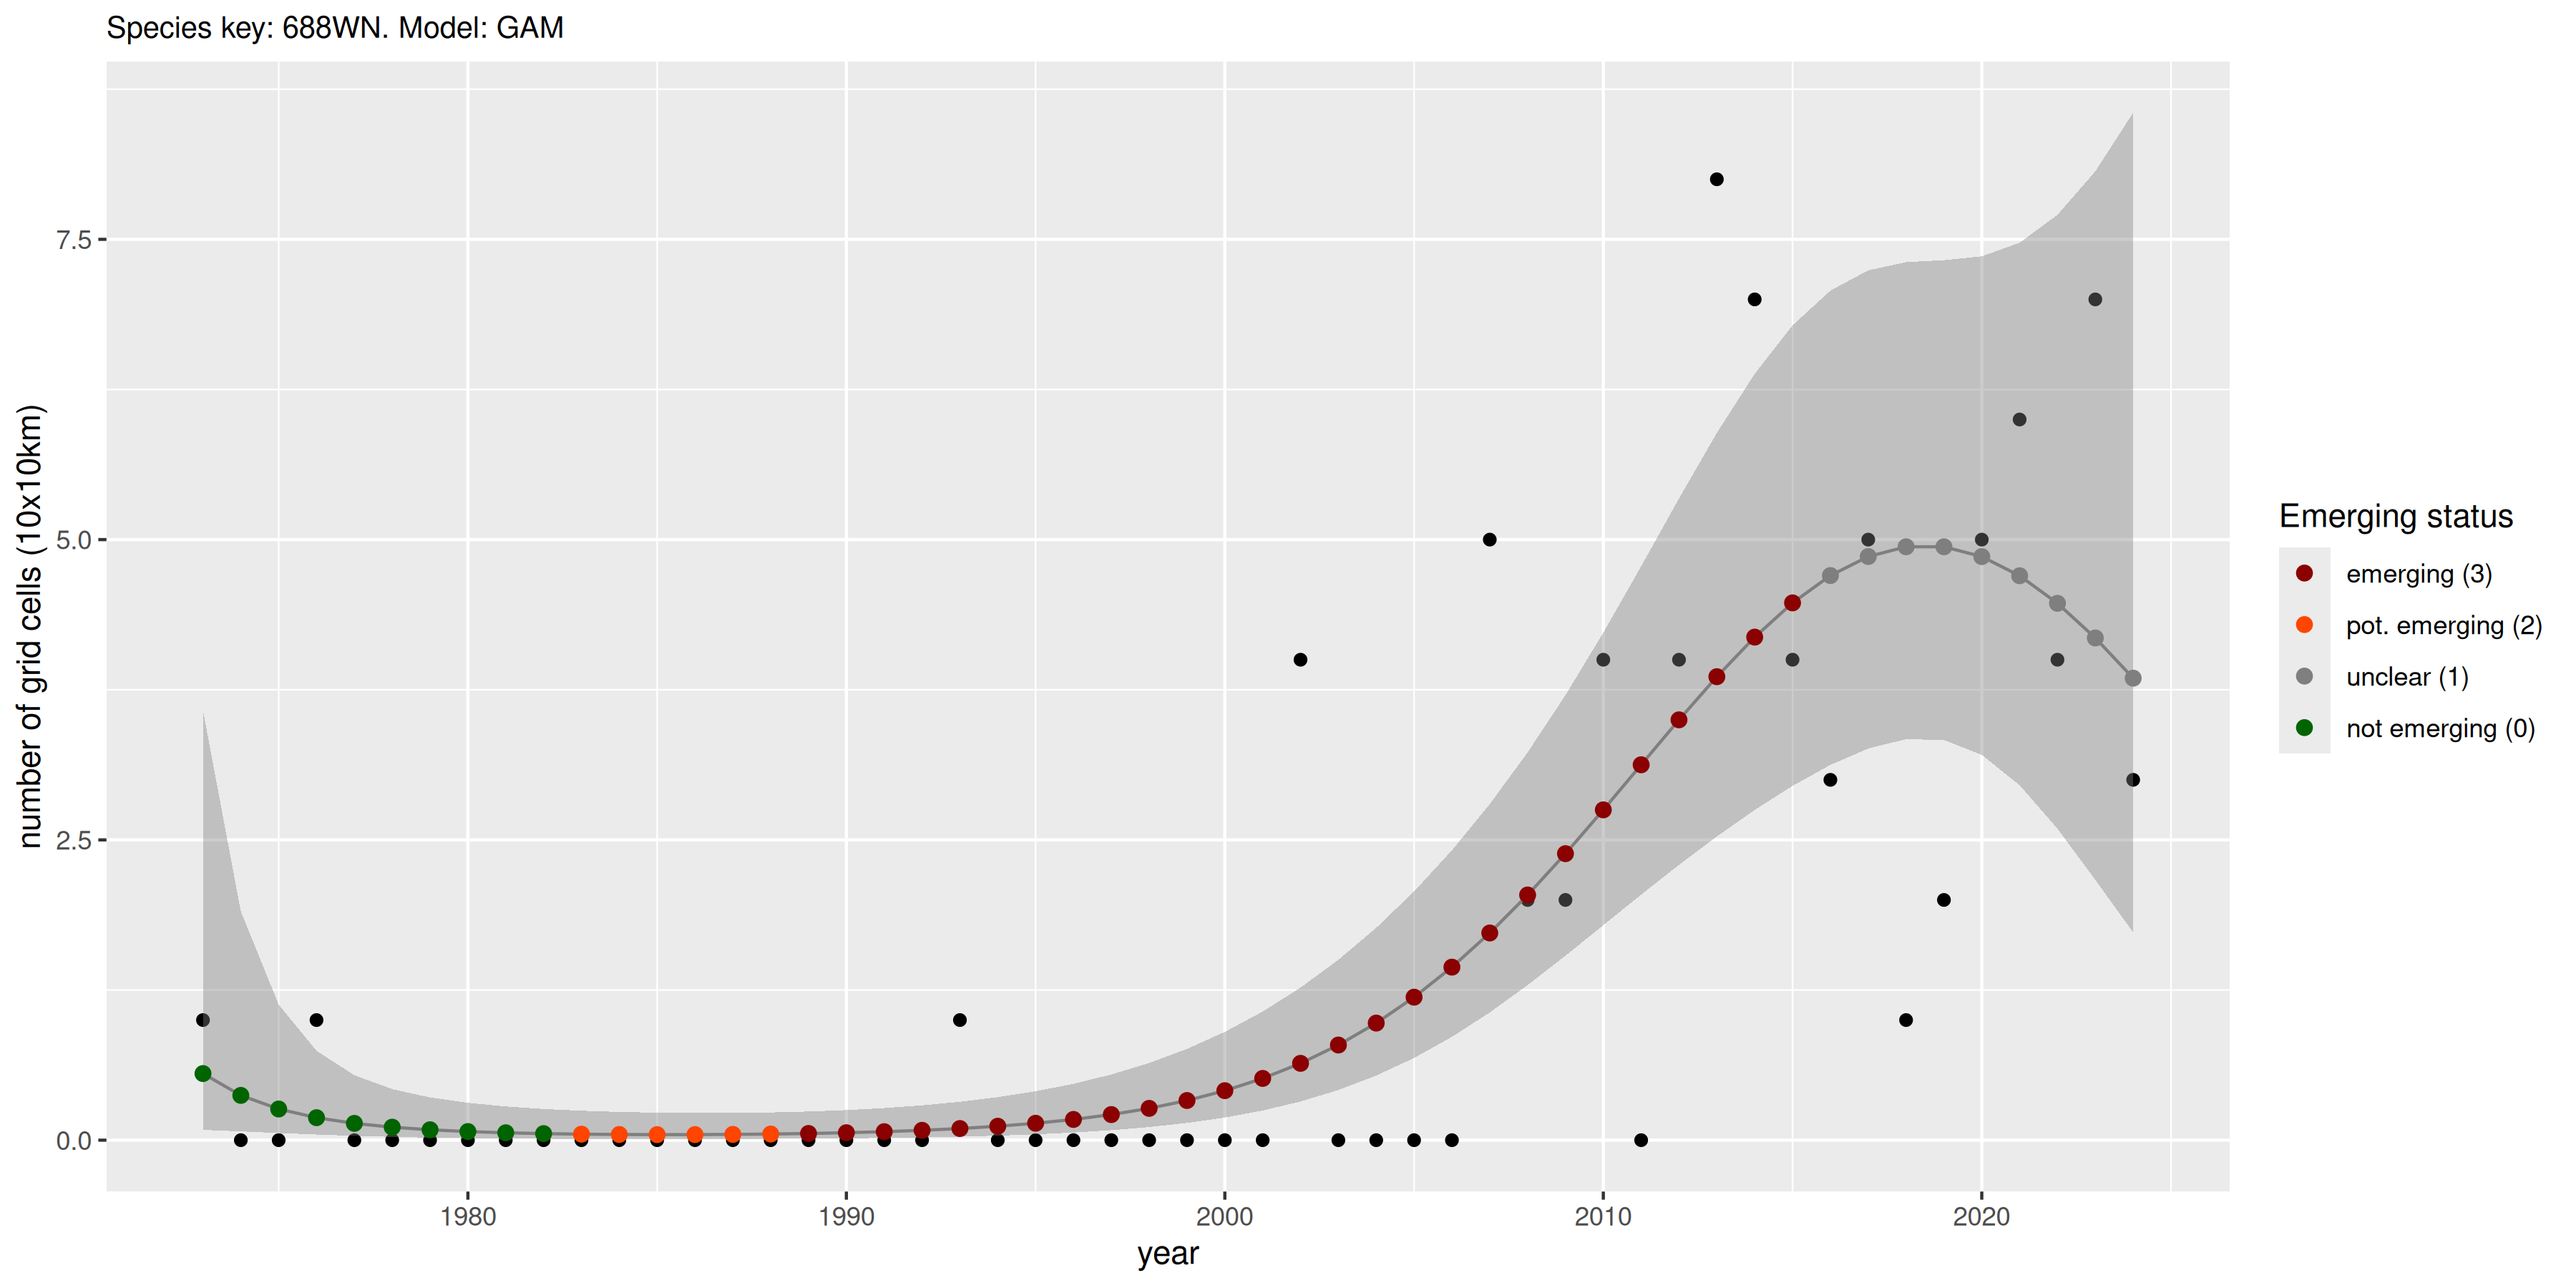 Species key: 688WN. Model: GAM
number of grid cells (10x10km)
7.5
5.0
2.5
0.0
1980
1990
2000
2010
2020
year
Emerging status
emerging (3)
pot. emerging (2)
unclear (1)
not emerging (0)